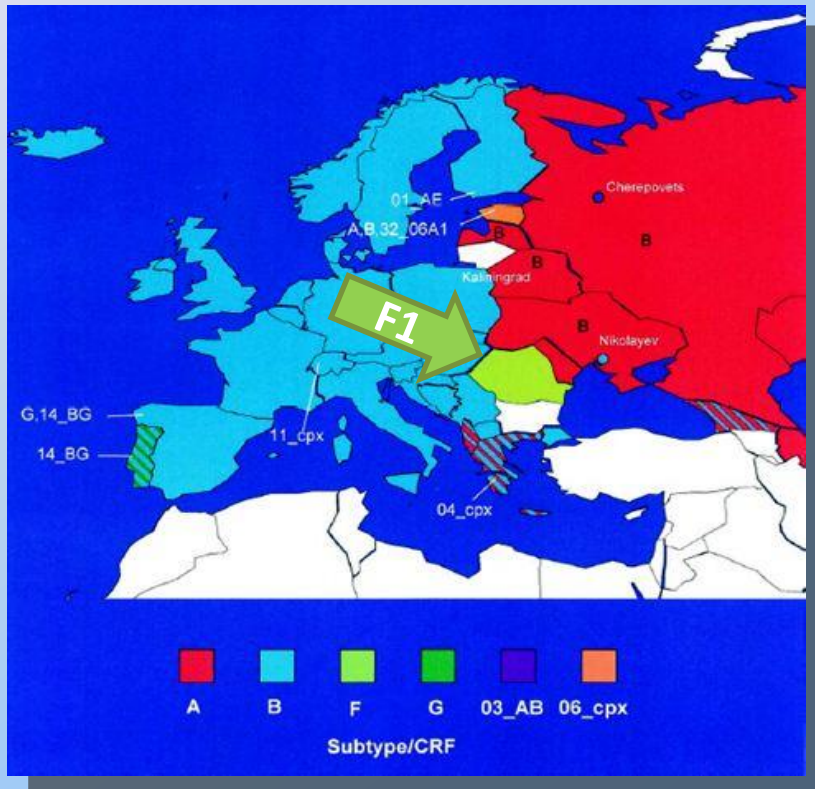 Cherepovets
01_AE
A,B,32_06A1
B
B
B
Kaliningrad
F1
B
Nikolayev
G,14_BG
11_cpx
14_BG
04_cpx
A
B
F
G
03_AB
06_cpx
Subtype/CRF